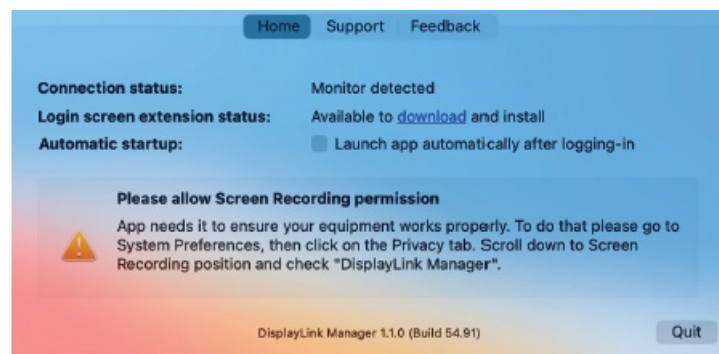 Home Support Feedback
Connection status: Monitor detected
Login screen extension status: Available to download and install
Automatic startup: Launch app automatically after logging-in
Please allow Screen Recording permission
App needs it to ensure your equipment works properly. To do that please go to
System Preferences, then click on the Privacy tab. Scroll down to Screen
Recording position and check "DisplayLink Manager".
DisplayLink Manager 1.1.0 (Build 54.91)
Quit